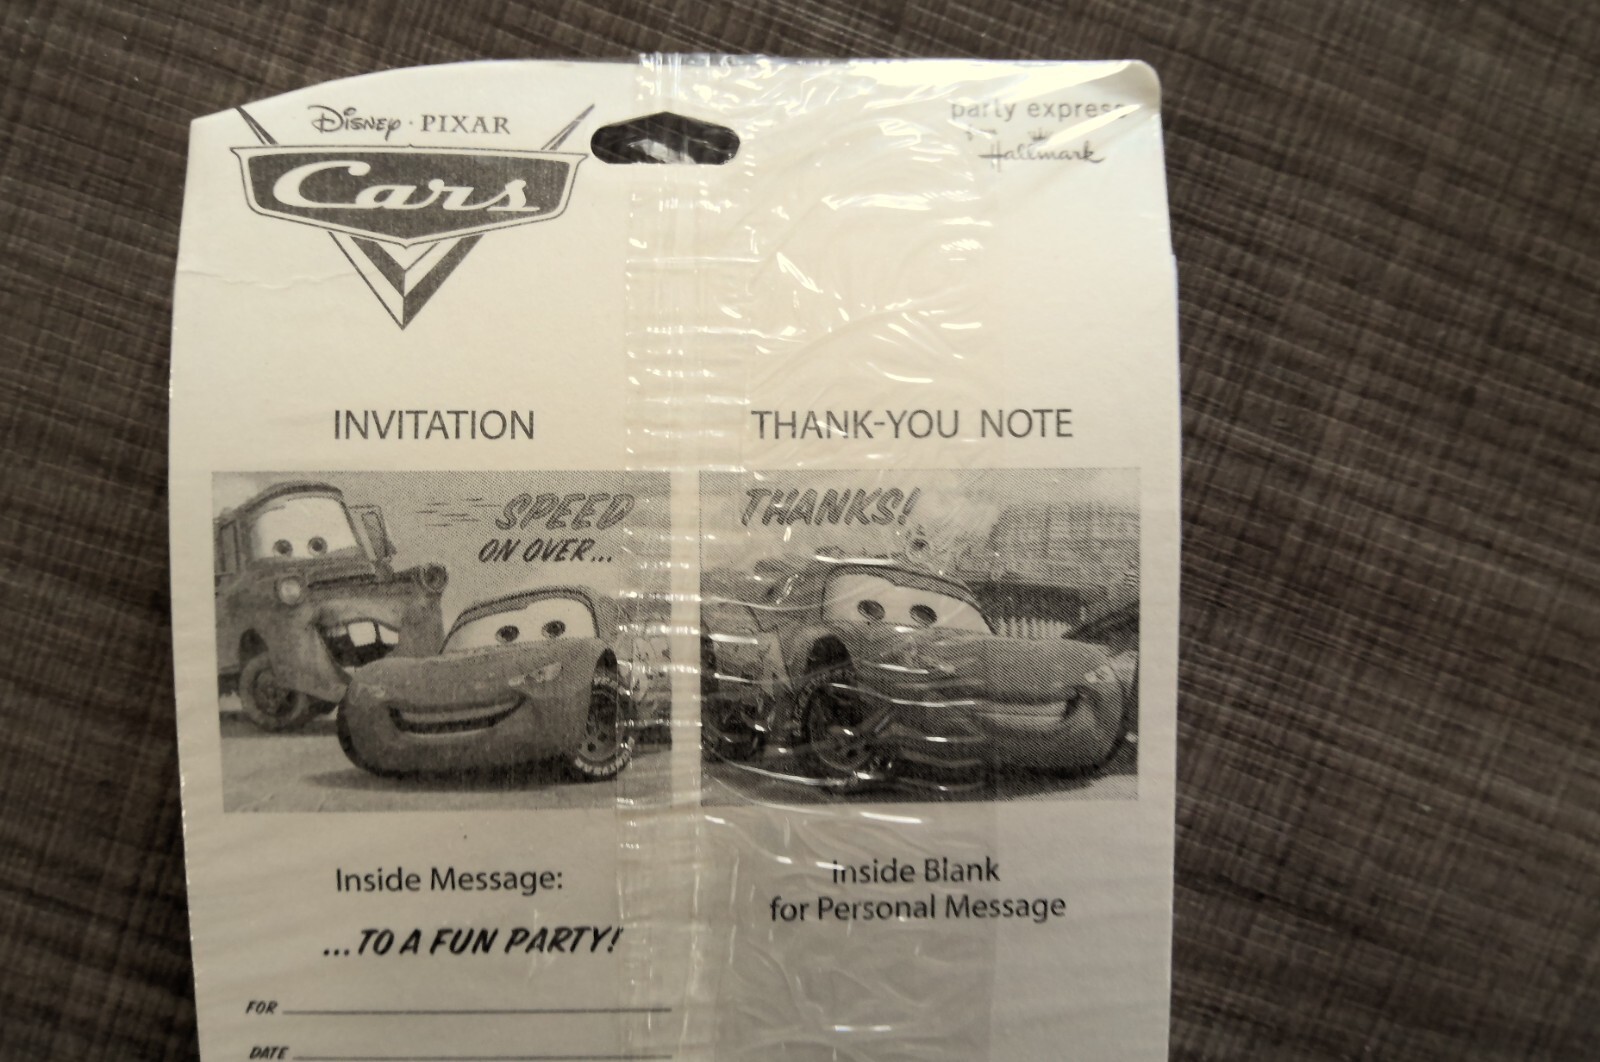 Disney · PIXAR
Cars
party express
from
Hallmark
INVITATION
THANK-YOU NOTE
SPEED
ON OVER...
THANKS!
Inside Message:
...TO A FUN PARTY!
Inside Blank
for Personal Message
FOR
DATE